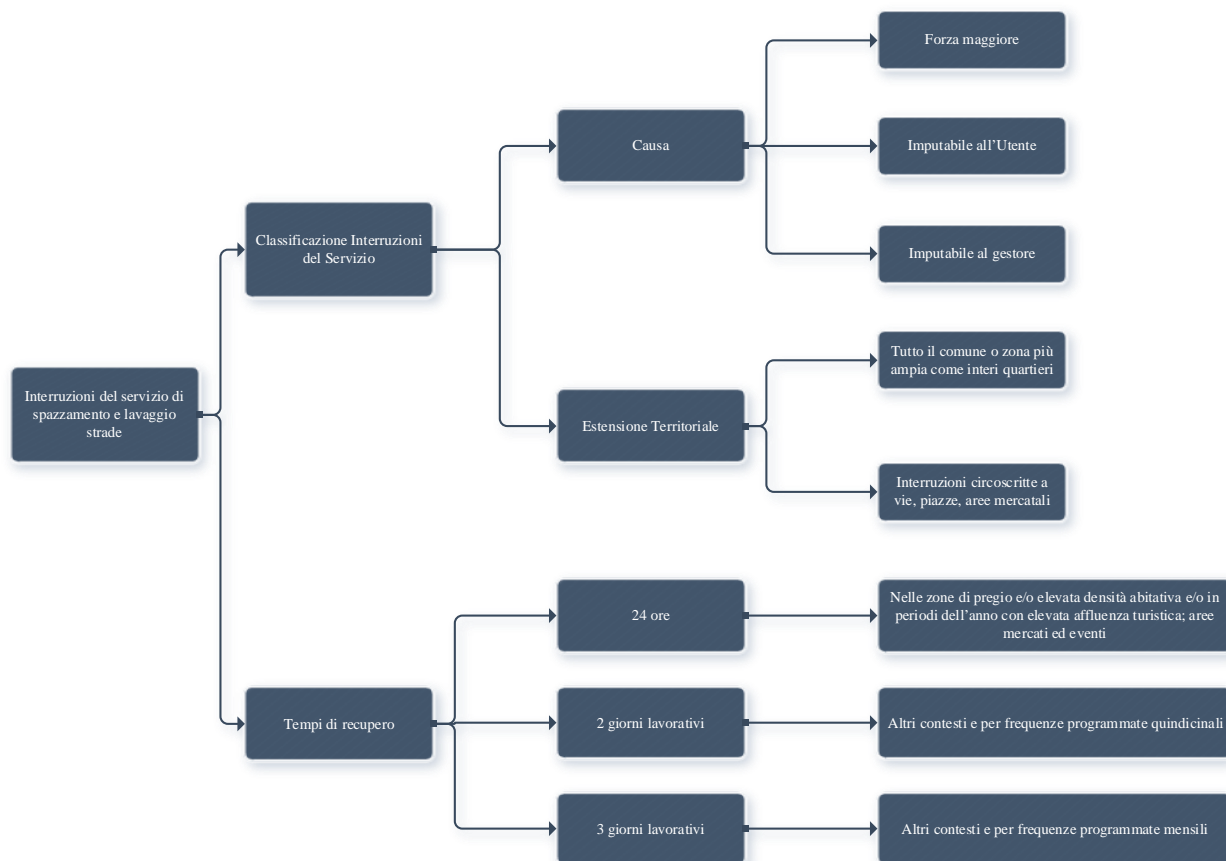 Interruzioni del servizio di
spazzamento e lavaggio
strade
Classificazione Interruzioni
del Servizio
Causa
Forza maggiore
Imputabile all’Utente
Imputabile al gestore
Estensione Territoriale
Tutto il comune o zona più
ampia come interi quartieri
Interruzioni circoscritte a
vie, piazze, aree mercatali
Tempi di recupero
24 ore
Nelle zone di pregio e/o elevata densità abitativa e/o in
periodi dell’anno con elevata affluenza turistica; aree
mercati ed eventi
2 giorni lavorativi
Altri contesti e per frequenze programmate quindicinali
3 giorni lavorativi
Altri contesti e per frequenze programmate mensili